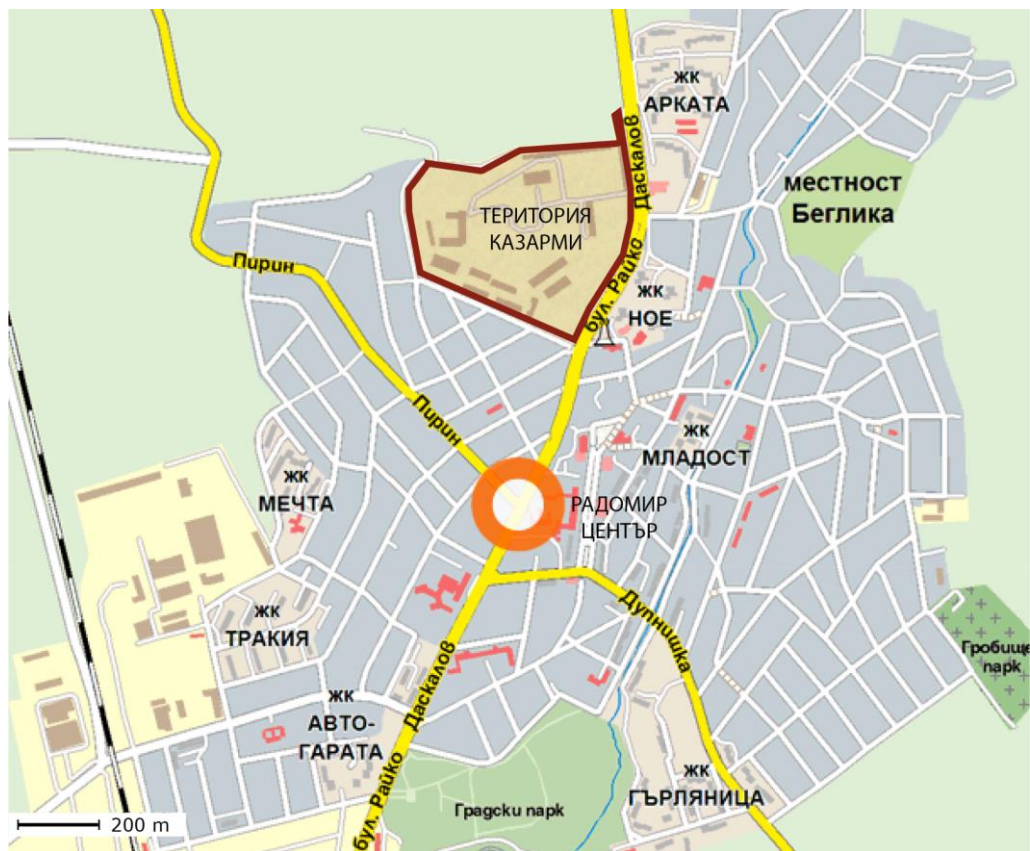 жк
АРКАТА
бул. Райко Даскалов
местност
Беглика
ТЕРИТОРИЯ
КАЗАРМИ
Пирин
жк
НОЕ
Пирин
жк
МЛАДОСТ
жк
МЕЧТА
РАДОМИР
ЦЕНТЪР
Дупнишка
жк
ТРАКИЯ
Гробище
парк
бул. Райко Даскалов
жк
АВТО-
ГАРАТА
жк
ГЪРЛЯНИЦА
Градски парк
200 m